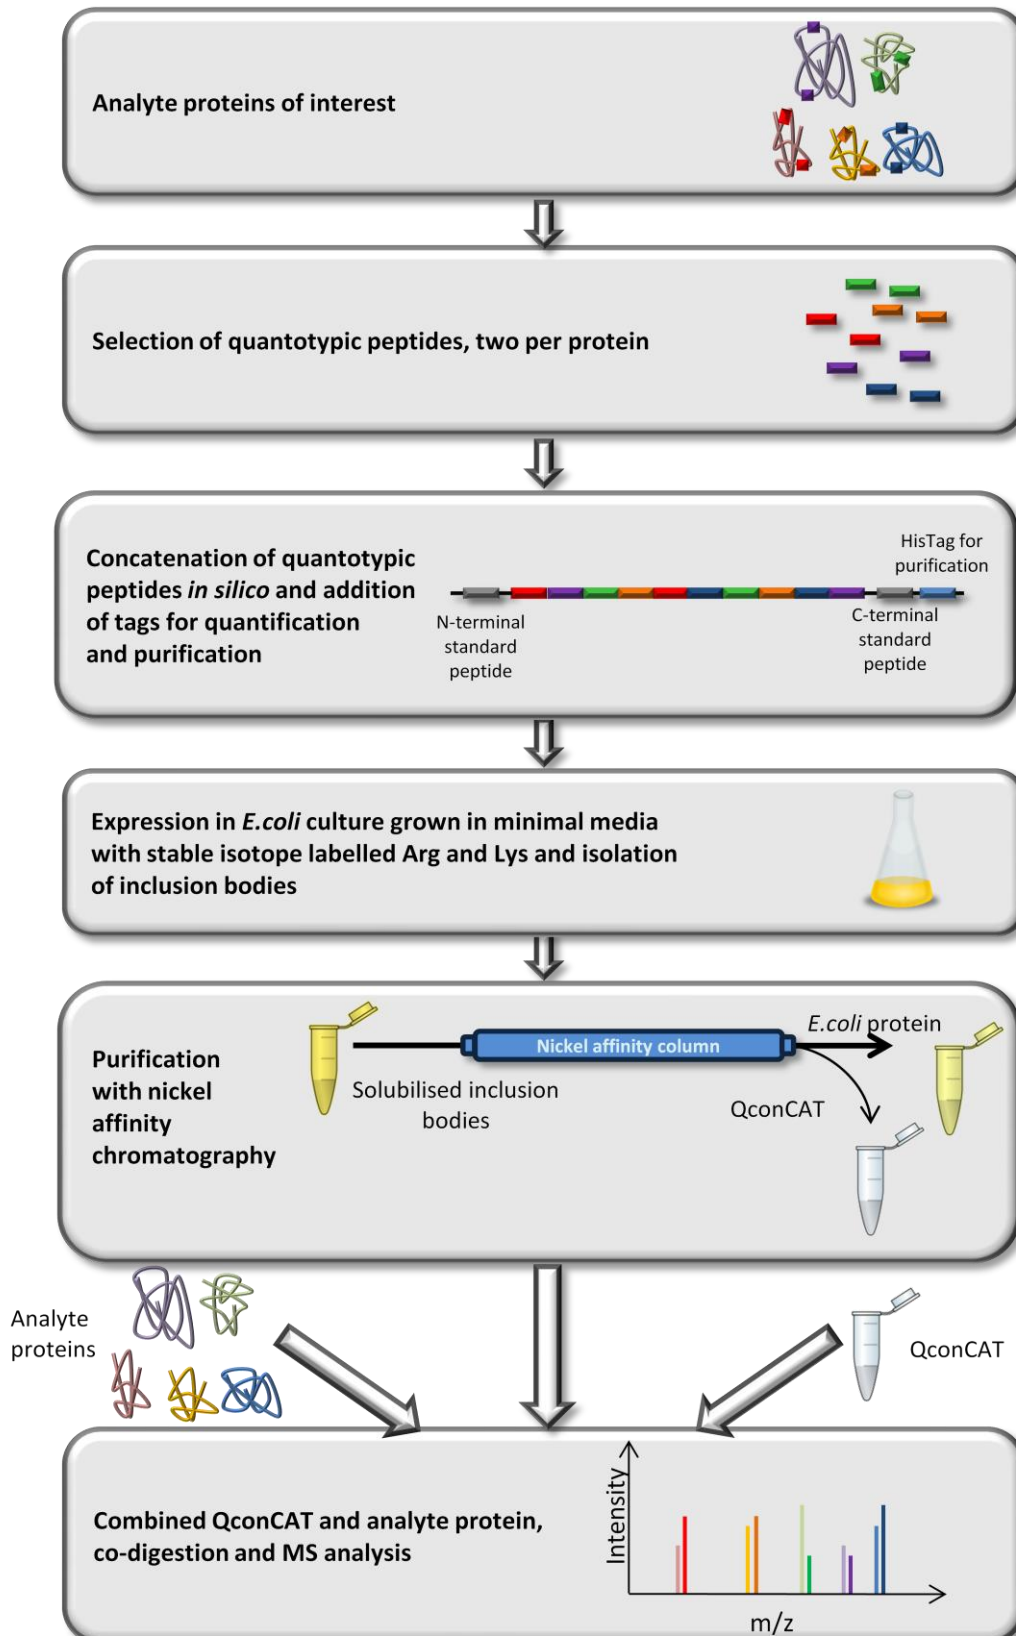 Analyte proteins of interest
Selection of quantotypic peptides, two per protein
Concatenation of quantotypic
peptides in silico and addition
of tags for quantification
and purification
HisTag for
purification
N-terminal
standard
peptide
C-terminal
standard
peptide
Expression in E.coli culture grown in minimal media
with stable isotope labelled Arg and Lys and isolation
of inclusion bodies
Purification
with nickel
affinity
chromatography
Nickel affinity column
E.coli protein
Solubilised inclusion
bodies
QconCAT
Analyte
proteins
QconCAT
Combined QconCAT and analyte protein,
co-digestion and MS analysis
Intensity
m/z